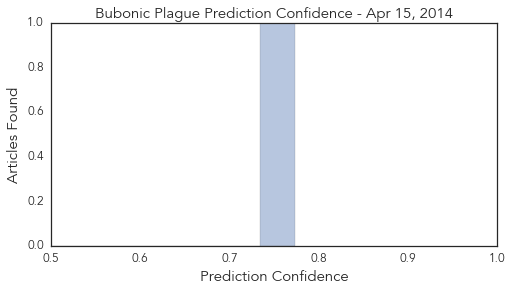 Bubonic Plague Prediction Confidence - Apr 15, 2014
1.0
0.8
0.6
0.4
0.2
0.0
Articles Found
0.5 0.6 0.7 0.8 0.9 1.0
Prediction Confidence